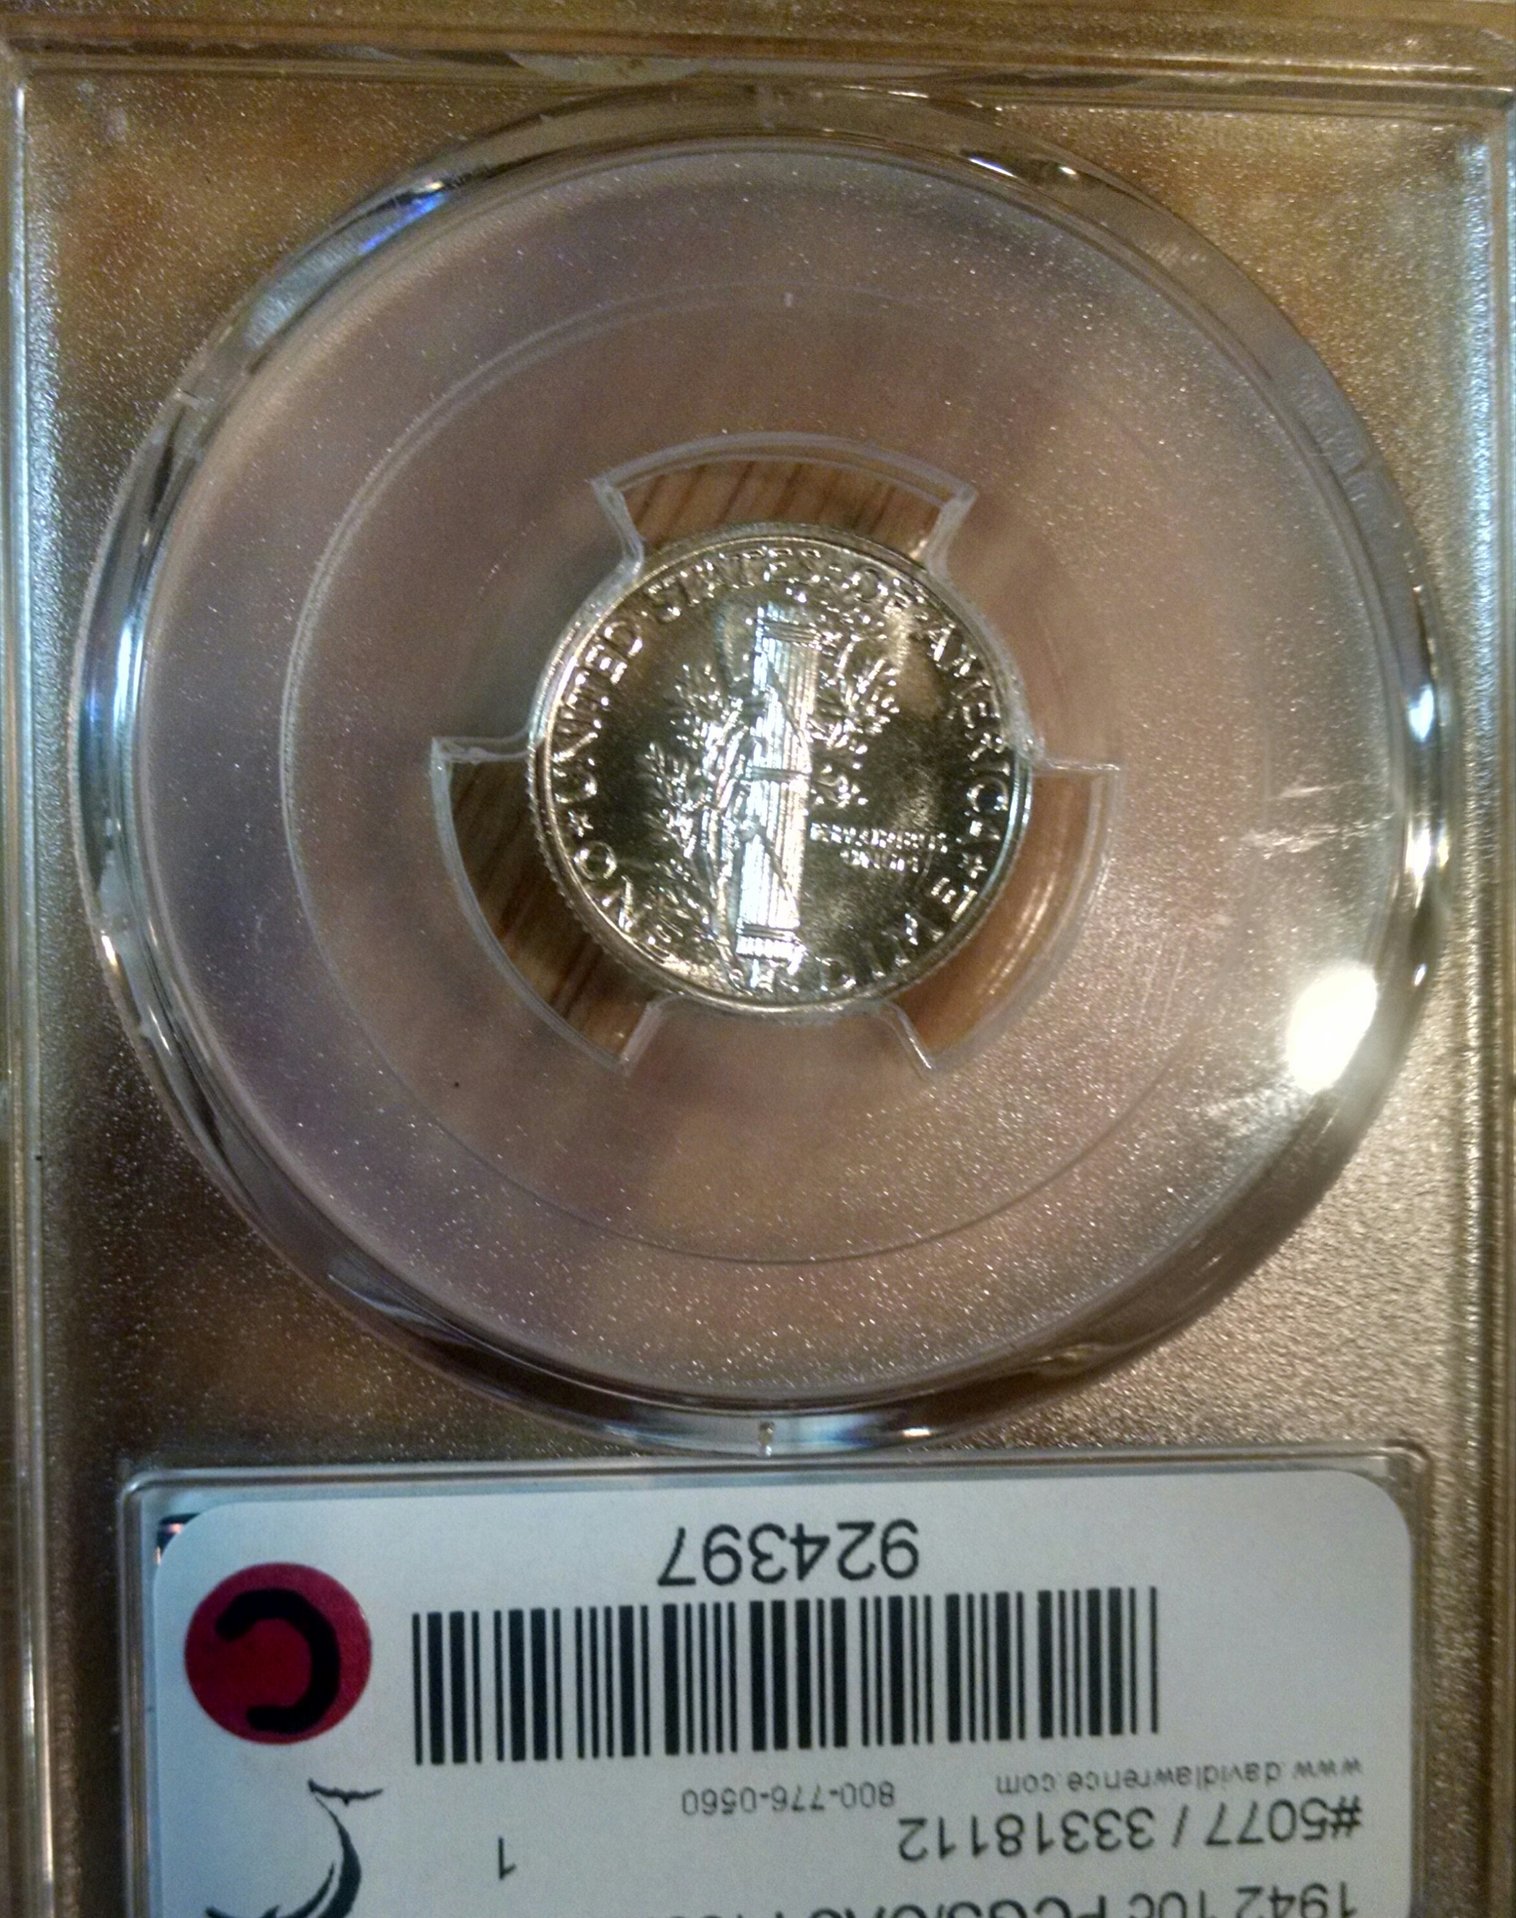 UNITED STATES OF AMERICA
E PLURIBUS
UNUM
ONE DIME
1942 10c PCGS/CAC
#5077 / 33318112
1
www.davidlawrence.com
800-776-0560
924397
C